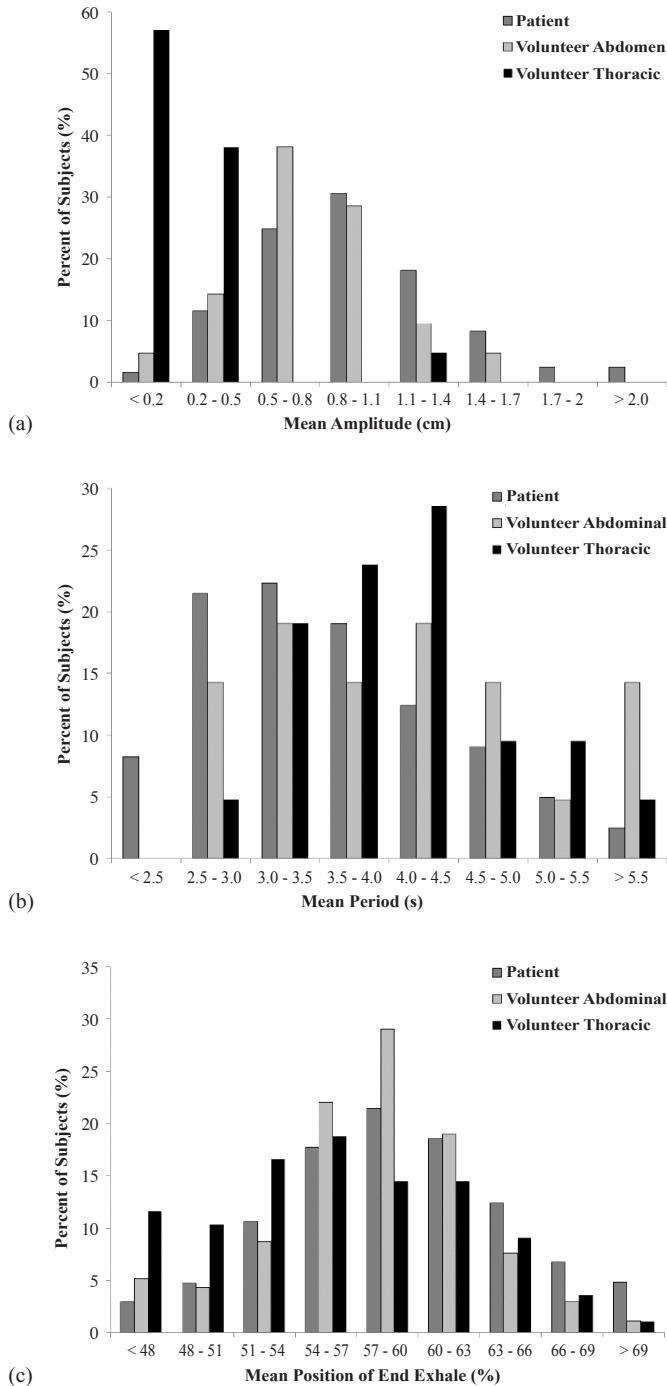 60
50
40
30
20
10
0
Percent of Subjects (%)
Patient
Volunteer Abdomen
Volunteer Thoracic
< 0.2 0.2 - 0.5 0.5 - 0.8 0.8 - 1.1 1.1 - 1.4 1.4 - 1.7 1.7 - 2 > 2.0
(a)
Mean Amplitude (cm)
30
25
20
15
10
5
0
Percent of Subjects (%)
Patient
Volunteer Abdominal
Volunteer Thoracic
< 2.5 2.5 - 3.0 3.0 - 3.5 3.5 - 4.0 4.0 - 4.5 4.5 - 5.0 5.0 - 5.5 > 5.5
(b)
Mean Period (s)
35
30
25
20
15
10
5
0
Percent of Subjects (%)
Patient
Volunteer Abdominal
Volunteer Thoracic
< 48 48 - 51 51 - 54 54 - 57 57 - 60 60 - 63 63 - 66 66 - 69 > 69
(c)
Mean Position of End Exhale (%)